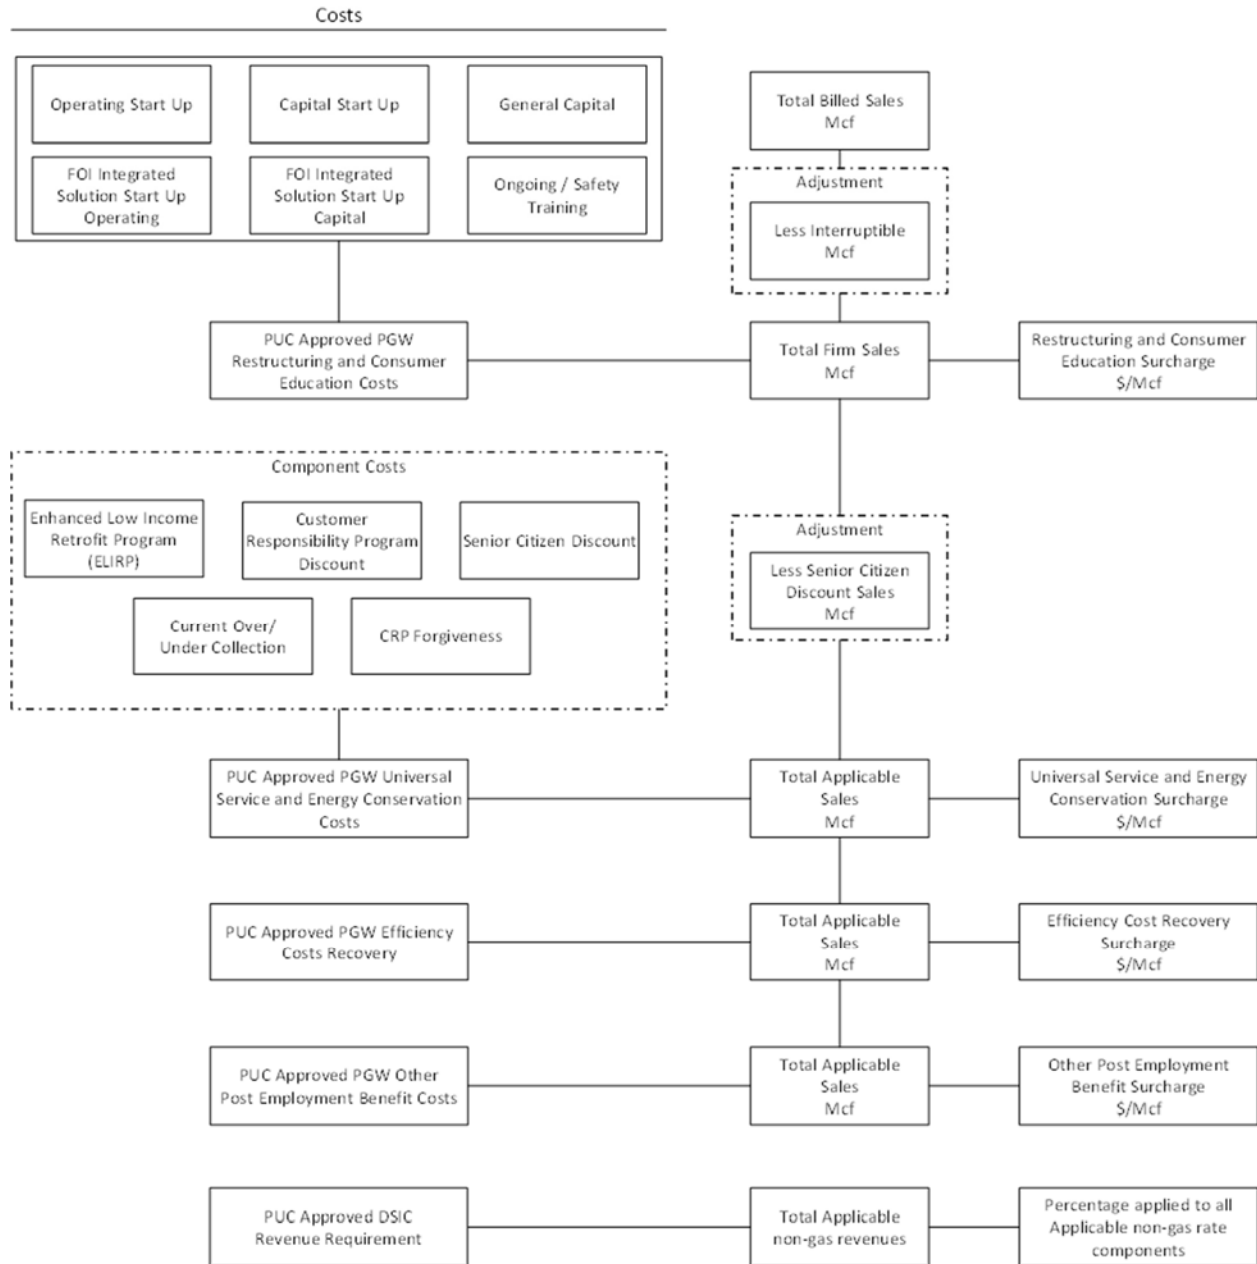 Costs
Operating Start Up
Capital Start Up
General Capital
FOI Integrated
Solution Start Up
Operating
FOI Integrated
Solution Start Up
Capital
Ongoing / Safety
Training
Total Billed Sales
Mcf
Adjustment
Less Interruptible
Mcf
PUC Approved PGW
Restructuring and Consumer
Education Costs
Total Firm Sales
Mcf
Restructuring and Consumer
Education Surcharge
$/Mcf
Component Costs
Enhanced Low Income
Retrofit Program
(ELIRP)
Customer
Responsibility Program
Discount
Senior Citizen Discount
Current Over/
Under Collection
CRP Forgiveness
Adjustment
Less Senior Citizen
Discount Sales
Mcf
PUC Approved PGW Universal
Service and Energy Conservation
Costs
Total Applicable
Sales
Mcf
Universal Service and Energy
Conservation Surcharge
$/Mcf
PUC Approved PGW Efficiency
Costs Recovery
Total Applicable
Sales
Mcf
Efficiency Cost Recovery
Surcharge
$/Mcf
PUC Approved PGW Other
Post Employment Benefit Costs
Total Applicable
Sales
Mcf
Other Post Employment
Benefit Surcharge
$/Mcf
PUC Approved DSIC
Revenue Requirement
Total Applicable
non-gas revenues
Percentage applied to all
Applicable non-gas rate
components